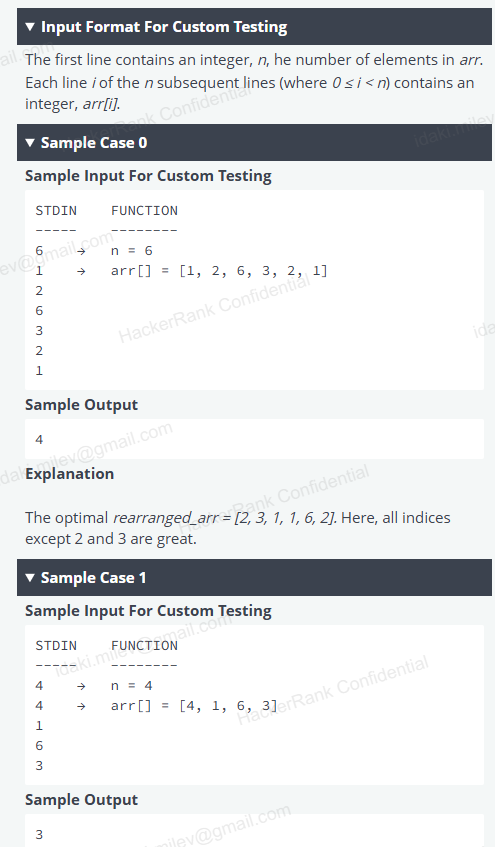 ▼ Input Format For Custom Testing
The first line contains an integer, n, he number of elements in arr.
Each line i of the n subsequent lines (where 0 ≤ i < n) contains an
integer, arr[i].
▼ Sample Case 0
Sample Input For Custom Testing
STDIN FUNCTION
----- --------
6 → n = 6
1 → arr[] = [1, 2, 6, 3, 2, 1]
2
6
3
2
1
HackerRank Confidential
Sample Output
4
Explanation
The optimal rearranged_arr = [2, 3, 1, 1, 6, 2]. Here, all indices
except 2 and 3 are great.
▼ Sample Case 1
Sample Input For Custom Testing
STDIN FUNCTION
----- --------
4 → n = 4
4 → arr[] = [4, 1, 6, 3]
1
6
3
Sample Output
3